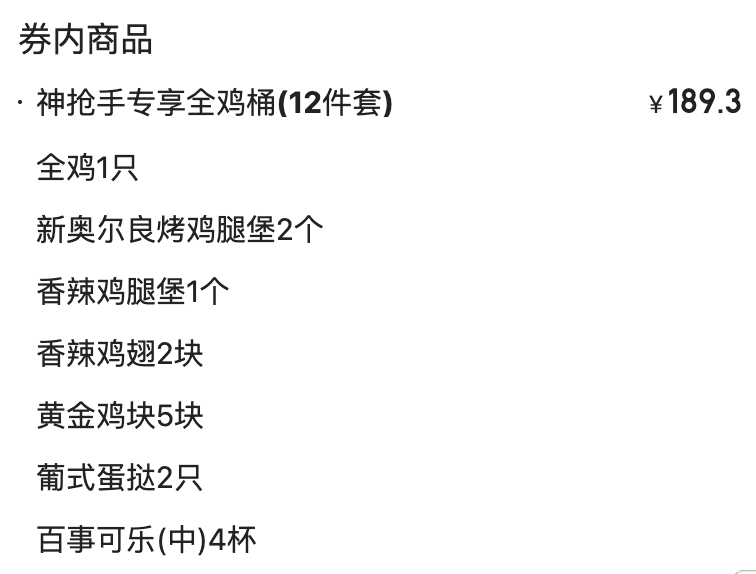 券内商品
· 神抢手专享全鸡桶(12件套) ¥189.3
全鸡1只
新奥尔良烤鸡腿堡2个
香辣鸡腿堡1个
香辣鸡翅2块
黄金鸡块5块
葡式蛋挞2只
百事可乐(中)4杯